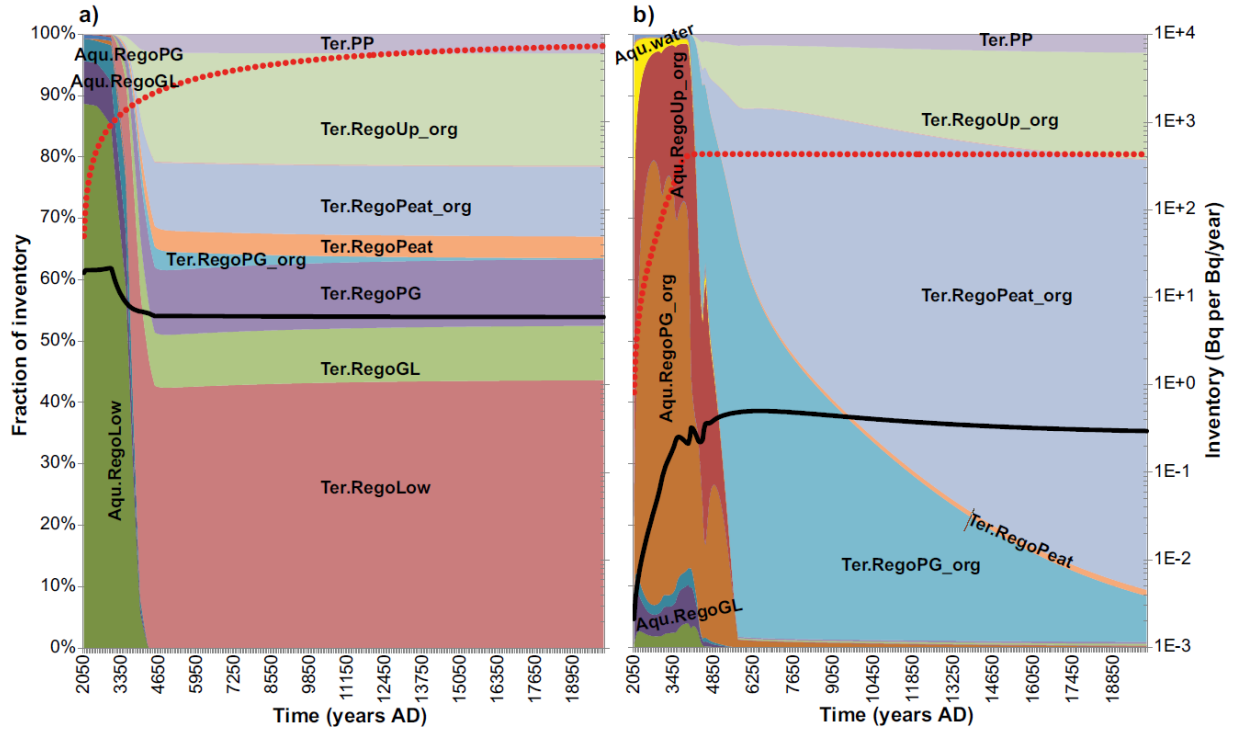 a)
b)
100%
90%
80%
70%
60%
50%
40%
30%
20%
10%
0%
Fraction of inventory
Aqu.RegoPG
Aqu.RegoGL
Aqu.RegoLow
Ter.PP
Ter.RegoUp_org
Ter.RegoPeat_org
Ter.RegoPeat
Ter.RegoPG_org
Ter.RegoPG
Ter.RegoGL
Ter.RegoLow
2050
3350
4650
5950
7250
8550
9850
11150
12450
13750
15050
16350
17650
18950
Time (years AD)
Aqu.water
Aqu.RegoUp_org
Aqu.RegoPG_org
Aqu.RegoGL
Ter.PP
Ter.RegoUp_org
Ter.RegoPeat_org
Ter.RegoPeat
Ter.RegoPG_org
1E+4
1E+3
1E+2
1E+1
1E+0
1E-1
1E-2
1E-3
Inventory (Bq per Bq/year)
2050
3450
4850
6250
7650
9050
10450
11850
13250
14650
16050
17450
18850
Time (years AD)